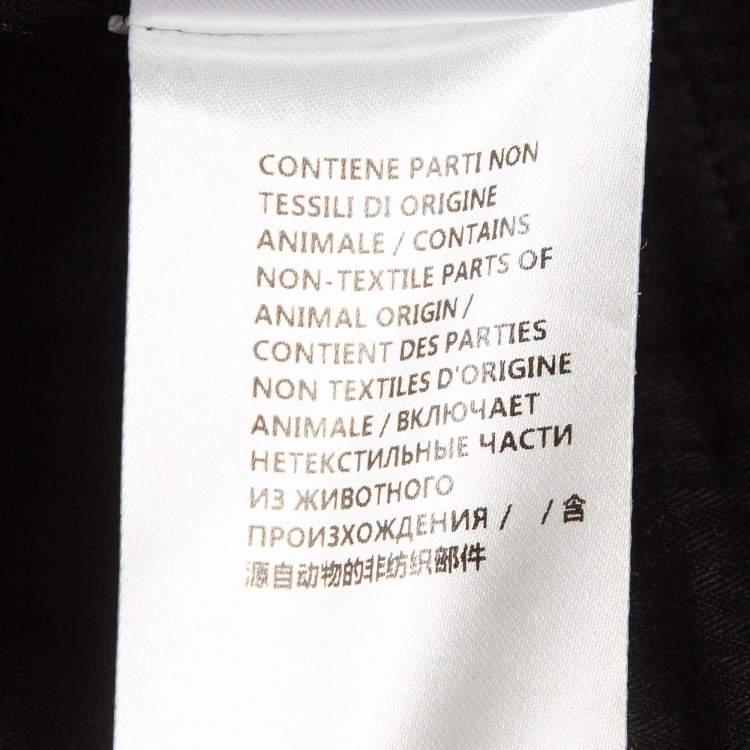 CONTIENE PARTI NON
TESSILI DI ORIGINE
ANIMALE / CONTAINS
NON-TEXTILE PARTS OF
ANIMAL ORIGIN /
CONTIENT DES PARTIES
NON TEXTILES D'ORIGINE
ANIMALE / ВКЛЮЧАЕТ
НЕТЕКСТИЛЬНЫЕ ЧАСТИ
ИЗ ЖИВОТНОГО
ПРОИЗХОЖДЕНИЯ / / 含
源自动物的非纺织部件